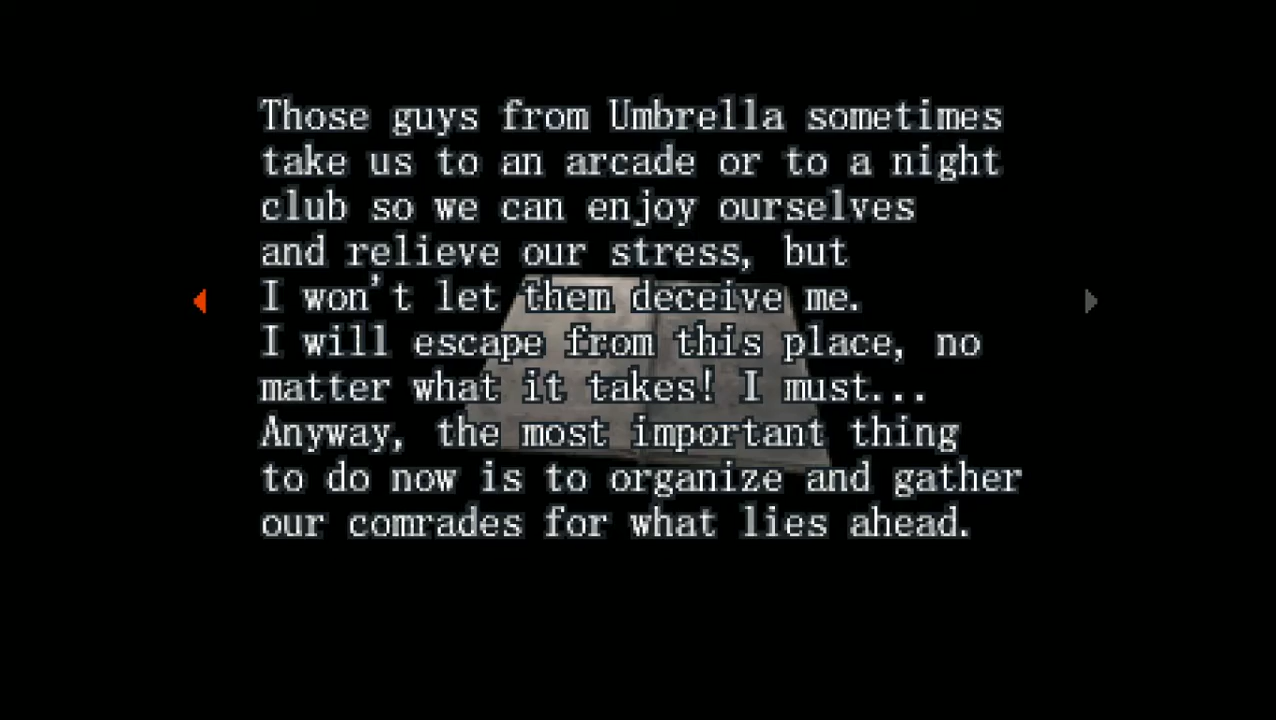 Those guys from Umbrella sometimes
take us to an arcade or to a night
club so we can enjoy ourselves
and relieve our stress, but
I won't let them deceive me.
I will escape from this place, no
matter what it takes! I must...
Anyway, the most important thing
to do now is to organize and gather
our comrades for what lies ahead.